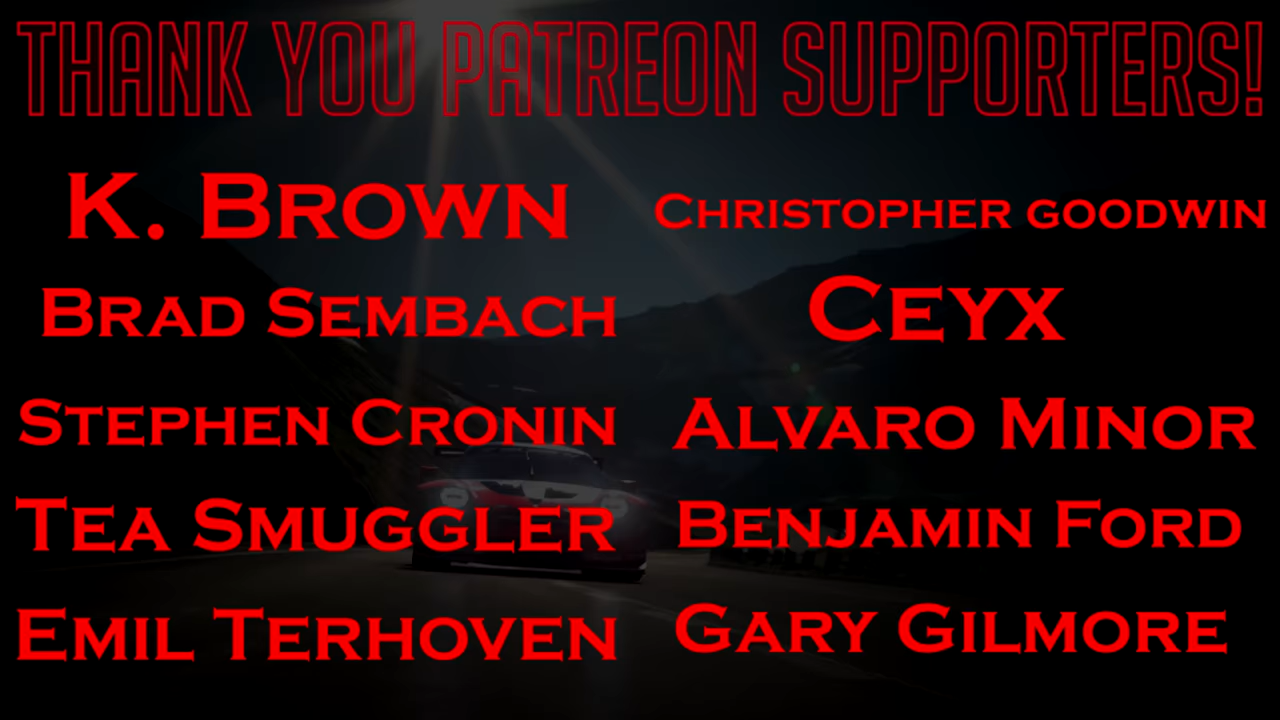 THANK YOU PATREON SUPPORTERS!
K. BROWN
CHRISTOPHER GOODWIN
BRAD SEMBACH
CEYX
STEPHEN CRONIN
ALVARO MINOR
TEA SMUGGLER
BENJAMIN FORD
EMIL TERHOVEN
GARY GILMORE